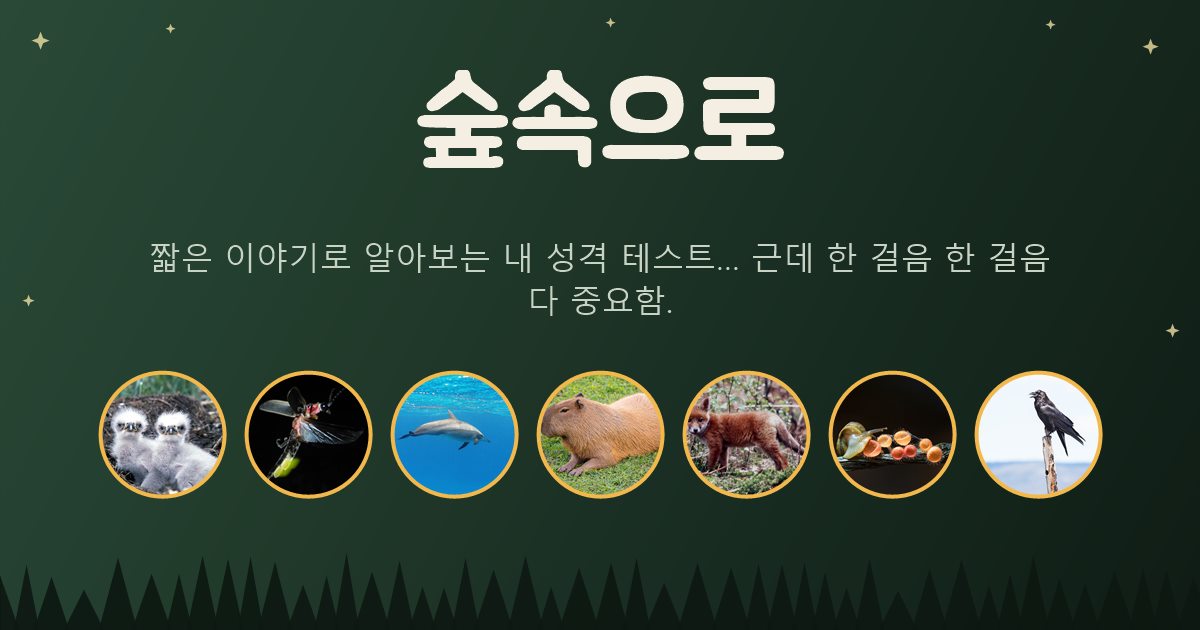 숲속으로
짧은 이야기로 알아보는 내 성격 테스트... 근데 한 걸음 한 걸음
다 중요함.